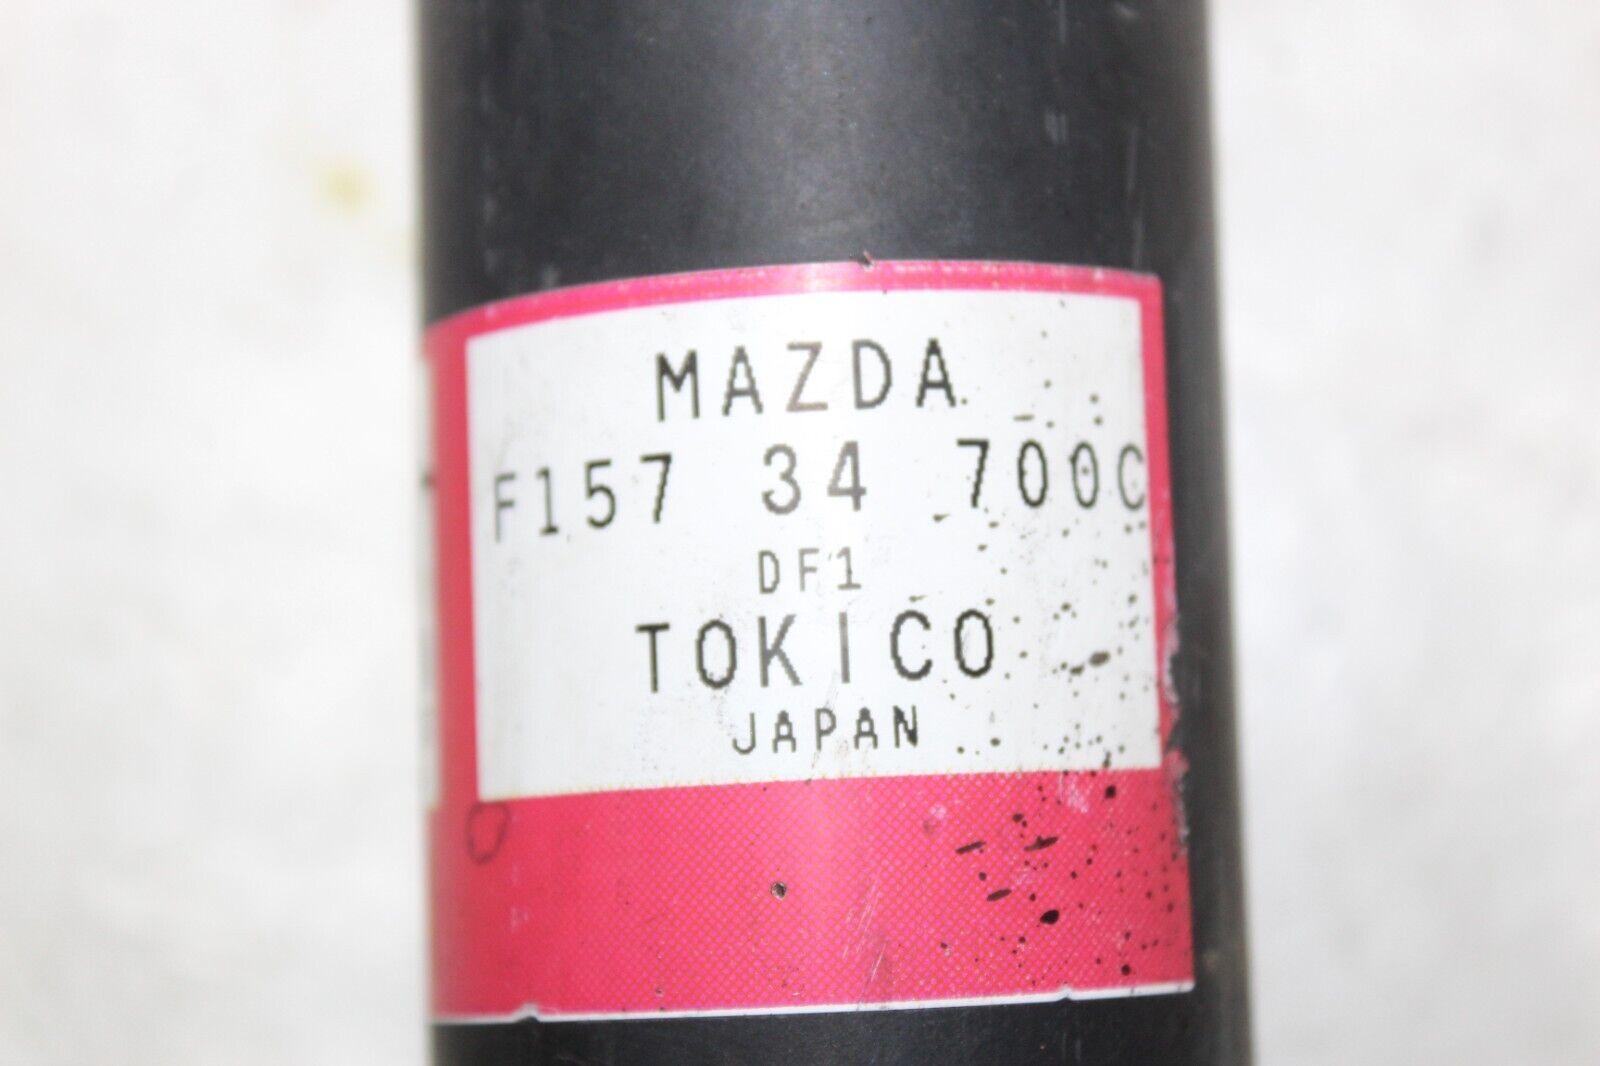 MAZDA
F157 34 700C
DF1
TOKICO
JAPAN